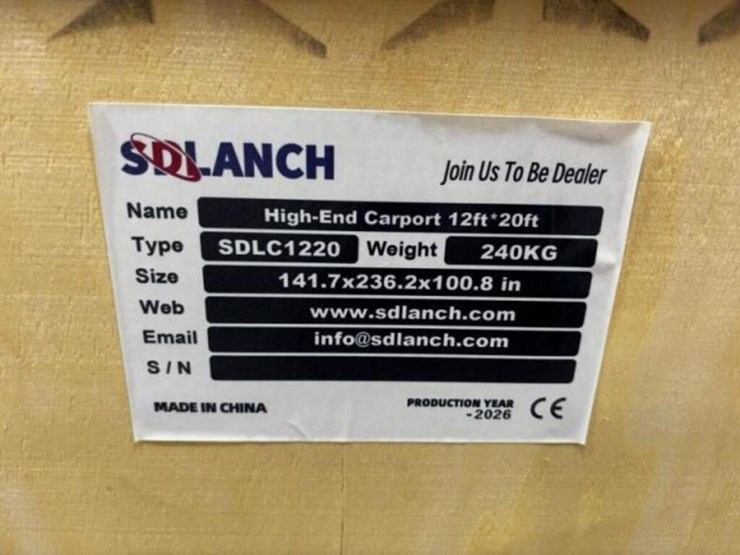 SDLANCH
Join Us To Be Dealer
Name High-End Carport 12ft*20ft
Type SDLC1220 Weight 240KG
Size 141.7x236.2x100.8 in
Web www.sdlanch.com
Email info@sdlanch.com
S/N
MADE IN CHINA
PRODUCTION YEAR
-2026
CE